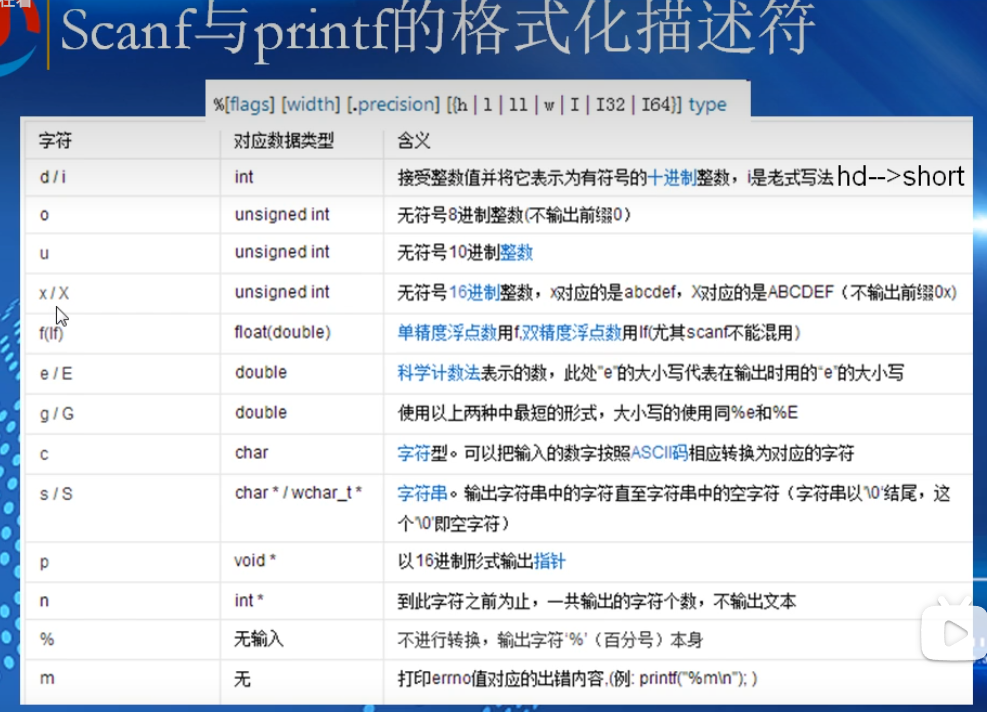 Scanf与printf的格式化描述符
%[flags] [width] [.precision] [{h | l | ll | w | I | I32 | I64}] type
字符 对应数据类型 含义
d / i int 接受整数值并将它表示为有符号的十进制整数，i是老式写法 hd-->short
o unsigned int 无符号8进制整数(不输出前缀0）
u unsigned int 无符号10进制整数
x / X unsigned int 无符号16进制整数，x对应的是abcdef，X对应的是ABCDEF（不输出前缀0x)
f(lf) float(double) 单精度浮点数用f,双精度浮点数用lf(尤其scanf不能混用)
e / E double 科学计数法表示的数，此处"e"的大小写代表在输出时用的“e”的大小写
g / G double 使用以上两种中最短的形式，大小写的使用同%e和%E
c char 字符型。可以把输入的数字按照ASCII码相应转换为对应的字符
s / S char * / wchar_t * 字符串。输出字符串中的字符直至字符串中的空字符（字符串以'\0'结尾，这
个'\0'即空字符）
p void * 以16进制形式输出指针
n int * 到此字符之前为止，一共输出的字符个数，不输出文本
% 无输入 不进行转换，输出字符‘%’（百分号）本身
m 无 打印errno值对应的出错内容,(例: printf("%m\n"); )